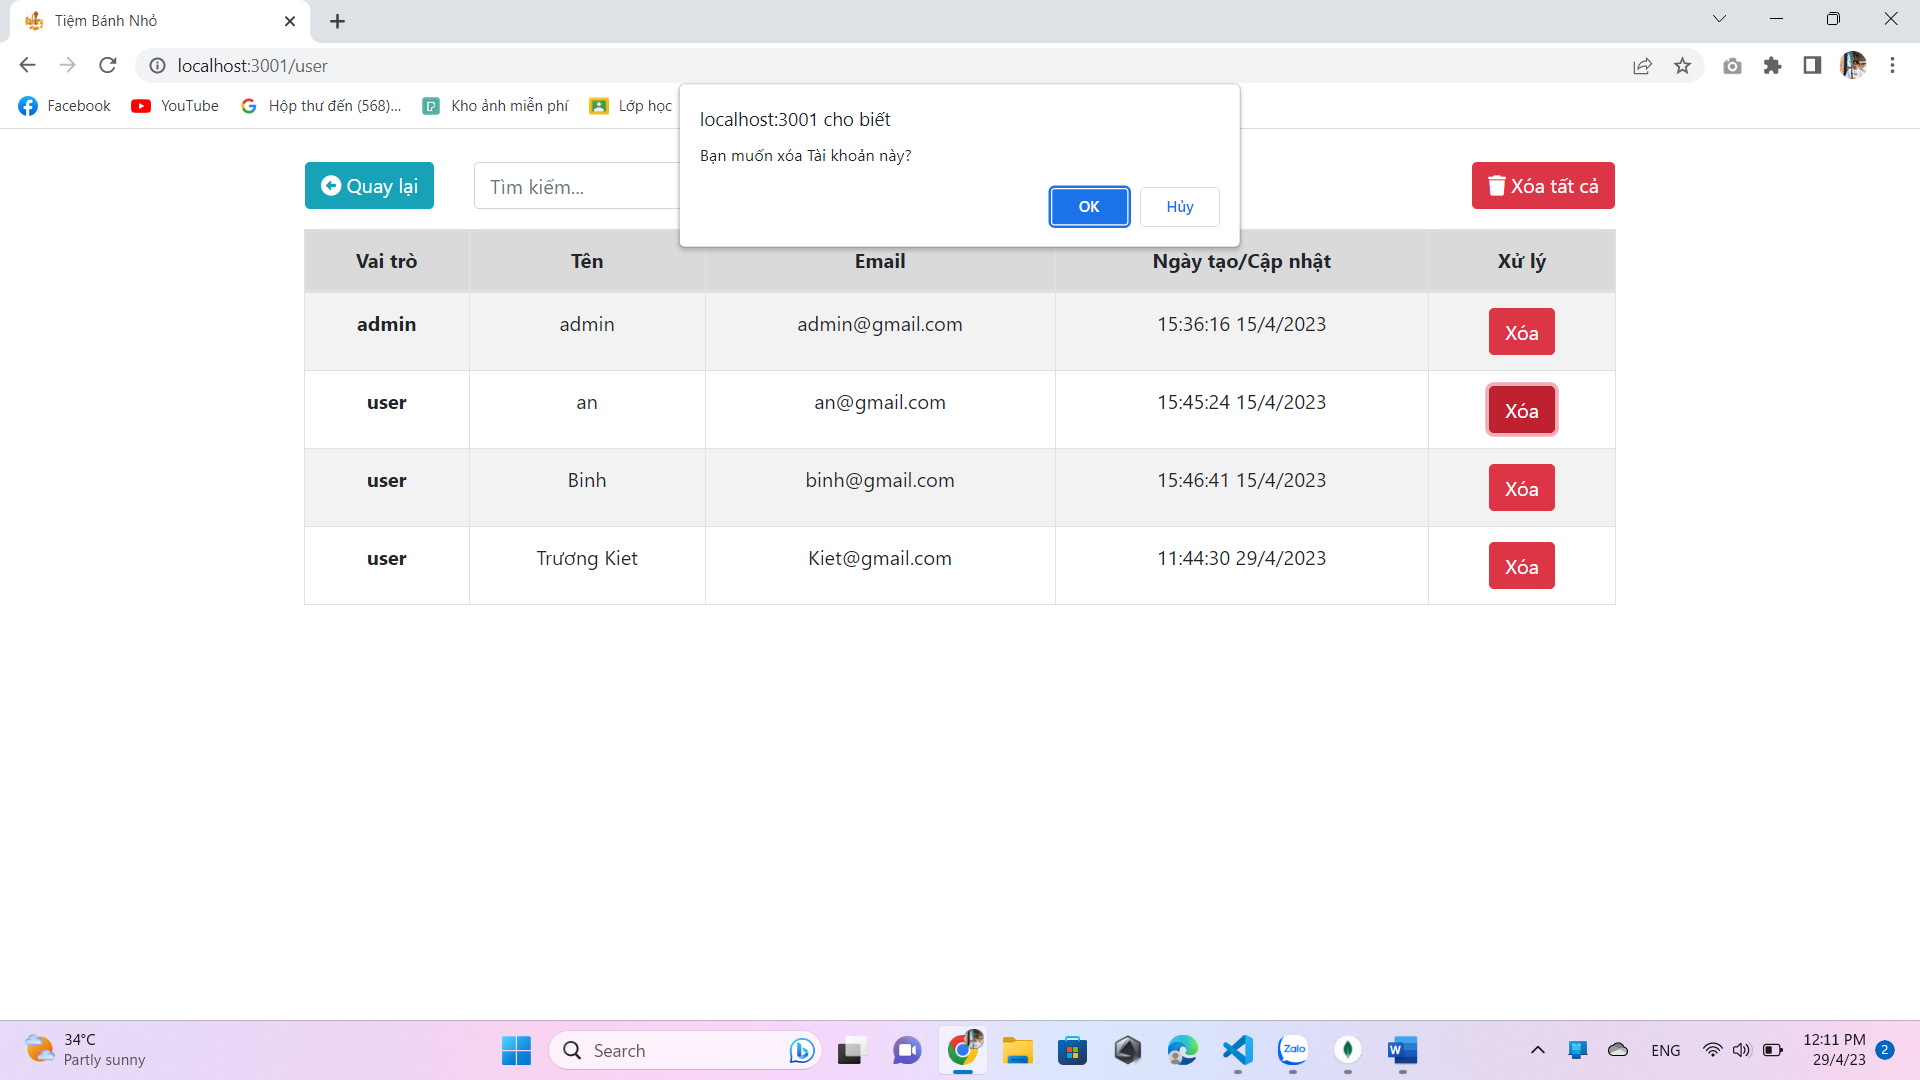 Tiệm Bánh Nhỏ
localhost:3001/user
Facebook YouTube Hộp thư đến (568)... Kho ảnh miễn phí Lớp học
localhost:3001 cho biết
Bạn muốn xóa Tài khoản này?
OK Hủy
Quay lại Tìm kiếm... Xóa tất cả
Vai trò Tên Email Ngày tạo/Cập nhật Xử lý
admin admin admin@gmail.com 15:36:16 15/4/2023 Xóa
user an an@gmail.com 15:45:24 15/4/2023 Xóa
user Binh binh@gmail.com 15:46:41 15/4/2023 Xóa
user Trương Kiet Kiet@gmail.com 11:44:30 29/4/2023 Xóa
34°C
Partly sunny
Search
Zalo
W
ENG
12:11 PM
29/4/23
2